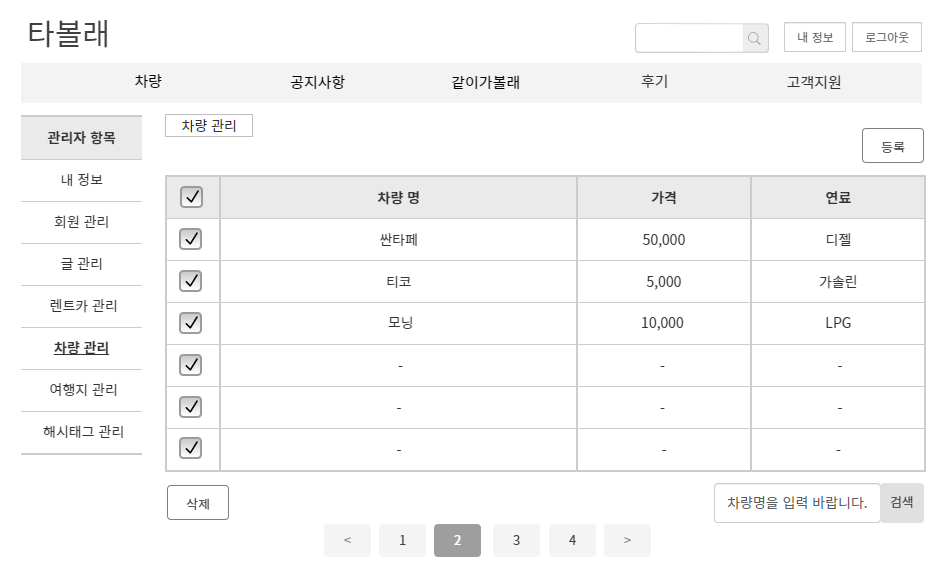 타볼래
내 정보 로그아웃
차량 공지사항 같이가볼래 후기 고객지원
관리자 항목
내 정보
회원 관리
글 관리
렌트카 관리
차량 관리
여행지 관리
해시태그 관리
차량 관리
등록
차량 명 가격 연료
싼타페 50,000 디젤
티코 5,000 가솔린
모닝 10,000 LPG
- - -
- - -
- - -
삭제
차량명을 입력 바랍니다. 검색
< 1 2 3 4 >